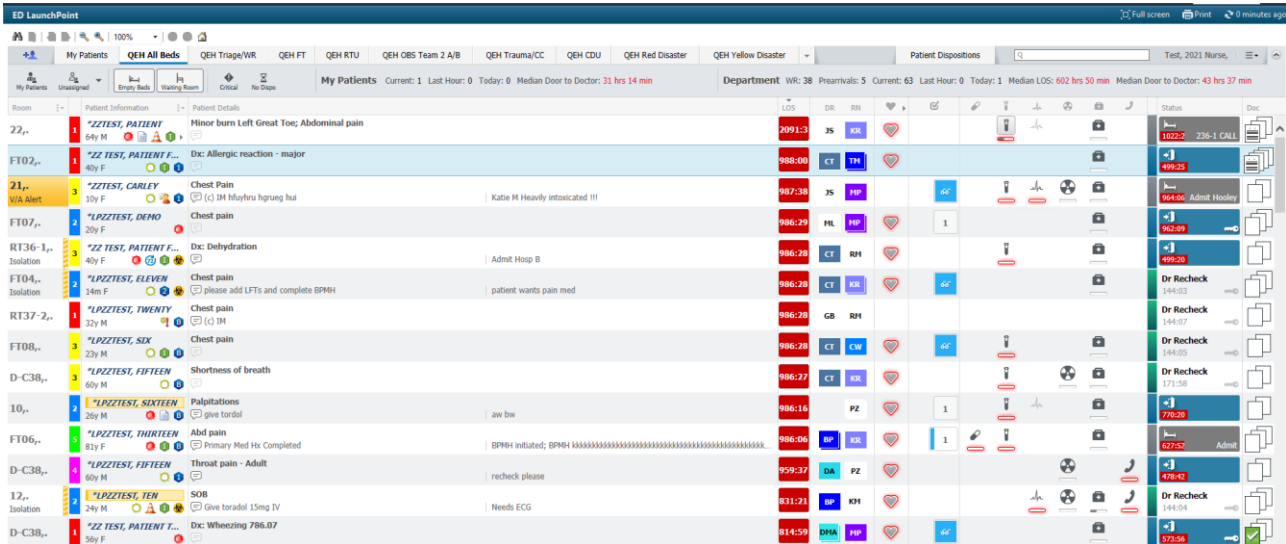 ED LaunchPoint Full screen Print 0 minutes ago
100%
My Patients QEH All Beds QEH Triage/WR QEH FT QEH RTU QEH OBS Team 2 A/B QEH Trauma/CC QEH CDU QEH Red Disaster QEH Yellow Disaster Patient Dispositions Test, 2021 Nurse,
My Patients Unassigned Empty Beds Waiting Room Critical No Dispo My Patients Current: 1 Last Hour: 0 Today: 0 Median Door to Doctor: 31 hrs 14 min Department WR: 38 Prearrivals: 5 Current: 63 Last Hour: 0 Today: 1 Median LOS: 602 hrs 50 min Median Door to Doctor: 43 hrs 37 min
Room Patient Information Patient Details LOS DR RN Status Doc
22,. 1 *ZZTEST, PATIENT Minor burn Left Great Toe; Abdominal pain 2091:3 JS KR
64y M 1 1022:2 236-1 CALL
FT02,. 1 *ZZ TEST, PATIENT F... Dx: Allergic reaction - major 988:00 CT TM
40y F 499:25
21,. 3 *ZZTEST, CARLEY Chest Pain 987:38 JS MP
V/A Alert 10y F (c) IM hfuyhru hgrueg hui Katie M Heavily intoxicated !!! 964:06 Admit Hooley
FT07,. 2 *LPZZTEST, DEMO Chest pain 986:29 ML MP 1
20y F 962:09
RT36-1,. 3 *ZZ TEST, PATIENT F... Dx: Dehydration 986:28 CT RM
Isolation 40y F Admit Hosp B 499:20
FT04,. 2 *LPZZTEST, ELEVEN Chest pain 986:28 CT KR Dr Recheck
Isolation 14m F 2 please add LFTs and complete BPMH patient wants pain med 144:03
RT37-2,. 1 *LPZZTEST, TWENTY Chest pain 986:28 GB RM Dr Recheck
32y M (c) IM 144:07
FT08,. 3 *LPZZTEST, SIX Chest pain 986:28 CT CW Dr Recheck
23y M 144:05
D-C38,. 3 *LPZZTEST, FIFTEEN Shortness of breath 986:27 CT KR Dr Recheck
60y M 171:58
10,. 2 *LPZZTEST, SIXTEEN Palpitations 986:16 PZ 1
26y M give tordol aw bw 770:20
FT06,. 5 *LPZZTEST, THIRTEEN Abd pain 986:06 BP KR 1
81y F Primary Med Hx Completed 627:52 Admit
D-C38,. 4 *LPZZTEST, FIFTEEN Throat pain - Adult 959:37 DA PZ
60y M recheck please 478:42
12,. 2 *LPZZTEST, TEN SOB 831:21 BP KM Dr Recheck
Isolation 24y M Give toradol 15mg IV Needs ECG 144:04
D-C38,. 1 *ZZ TEST, PATIENT T... Dx: Wheezing 786.07 814:59 DMA MP
56y F 573:56